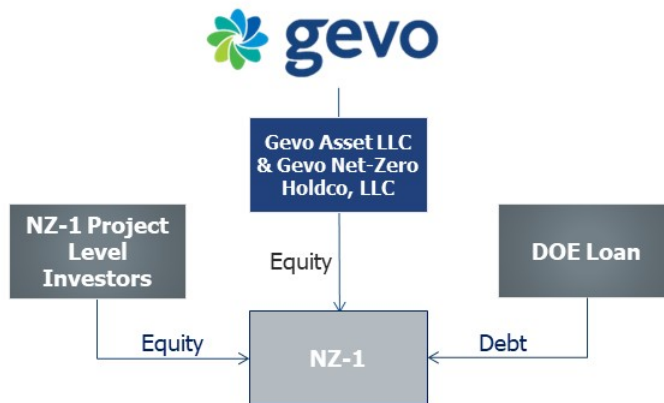 gevo
Gevo Asset LLC
& Gevo Net-Zero
Holdco, LLC
NZ-1 Project
Level
Investors
Equity
DOE Loan
Equity
NZ-1
Debt